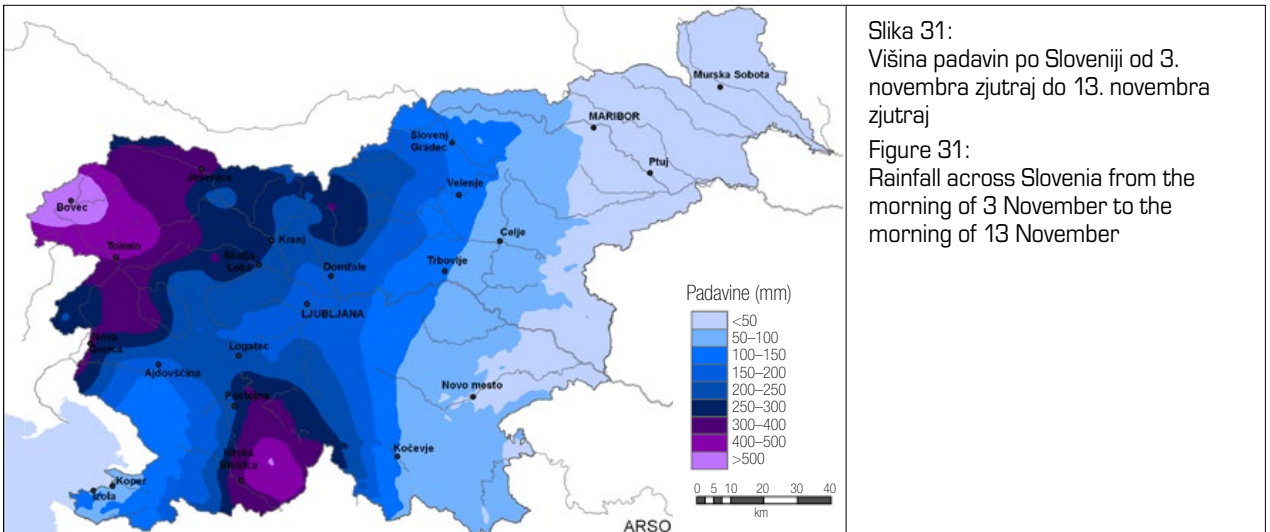 Murska Sobota
MARIBOR
Slovenj
Gradec
Ptuj
Jesenice
Velenje
Bovec
Celje
Kranj
Tolmin
Škofja
Loka
Domžale
Trbovlje
LJUBLJANA
Nova
Gorica
Logatec
Ajdovščina
Novo mesto
Postojna
Kočevje
Ilirska
Bistrica
Koper
Izola
Padavine (mm)
<50
50–100
100–150
150–200
200–250
250–300
300–400
400–500
>500
0 5 10 20 30 40
km
ARSO
Slika 31:
Višina padavin po Sloveniji od 3.
novembra zjutraj do 13. novembra
zjutraj
Figure 31:
Rainfall across Slovenia from the
morning of 3 November to the
morning of 13 November